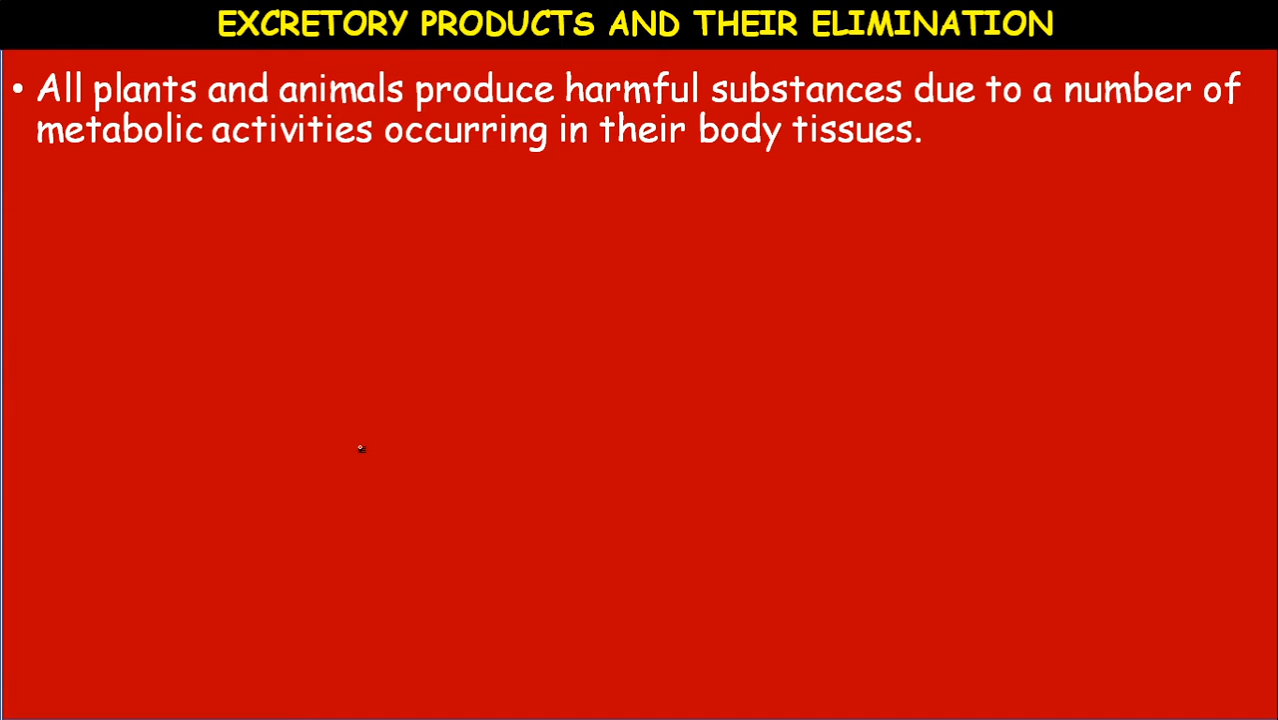 EXCRETORY PRODUCTS AND THEIR ELIMINATION
• All plants and animals produce harmful substances due to a number of
metabolic activities occurring in their body tissues.